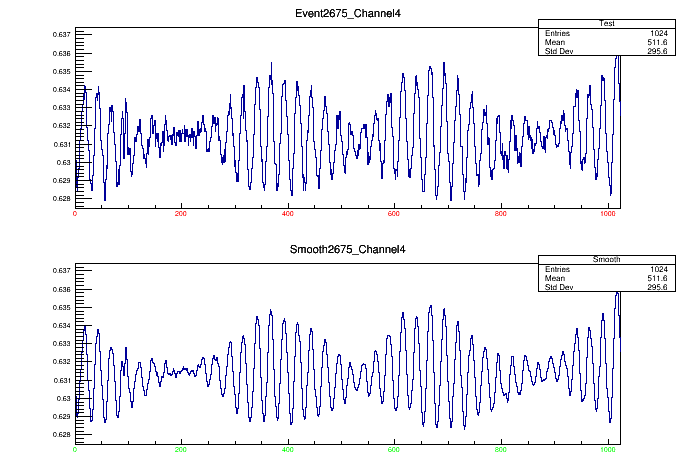 Event2675_Channel4
Test
Entries 1024
Mean 511.6
Std Dev 295.6
0.637
0.636
0.635
0.634
0.633
0.632
0.631
0.63
0.629
0.628
0 200 400 600 800 1000
Smooth2675_Channel4
Smooth
Entries 1024
Mean 511.6
Std Dev 295.6
0.637
0.636
0.635
0.634
0.633
0.632
0.631
0.63
0.629
0.628
0 200 400 600 800 1000